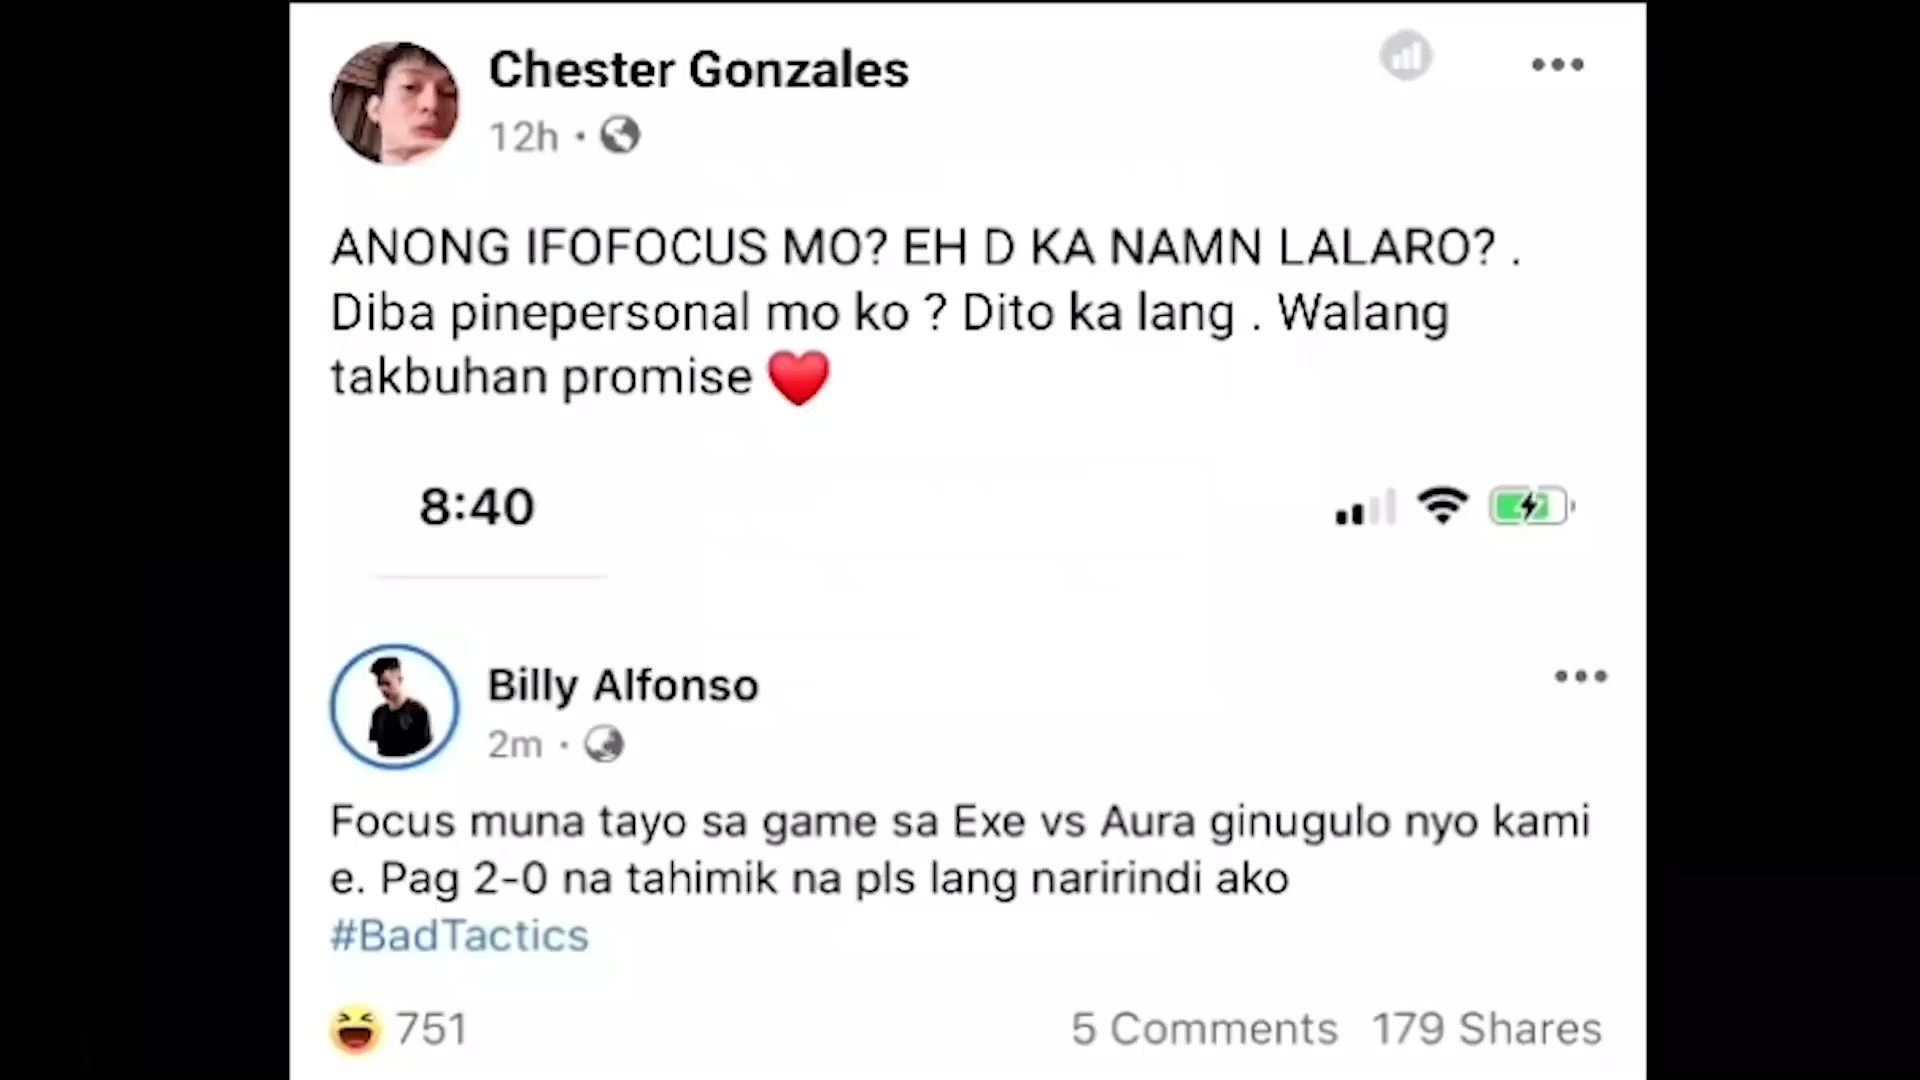 Chester Gonzales
12h ·
ANONG IFOFOCUS MO? EH D KA NAMN LALARO? .
Diba pinepersonal mo ko ? Dito ka lang . Walang
takbuhan promise ❤️
8:40
Billy Alfonso
2m ·
Focus muna tayo sa game sa Exe vs Aura ginugulo nyo kami
e. Pag 2-0 na tahimik na pls lang naririndi ako
#BadTactics
751 5 Comments 179 Shares